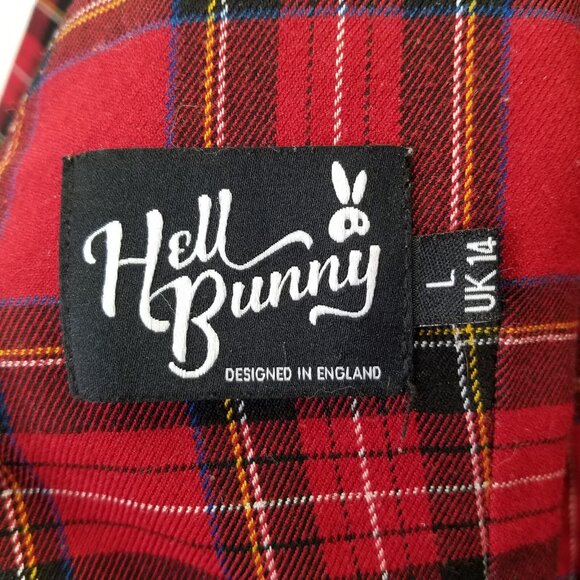 Hell
Bunny
DESIGNED IN ENGLAND
L
UK 14